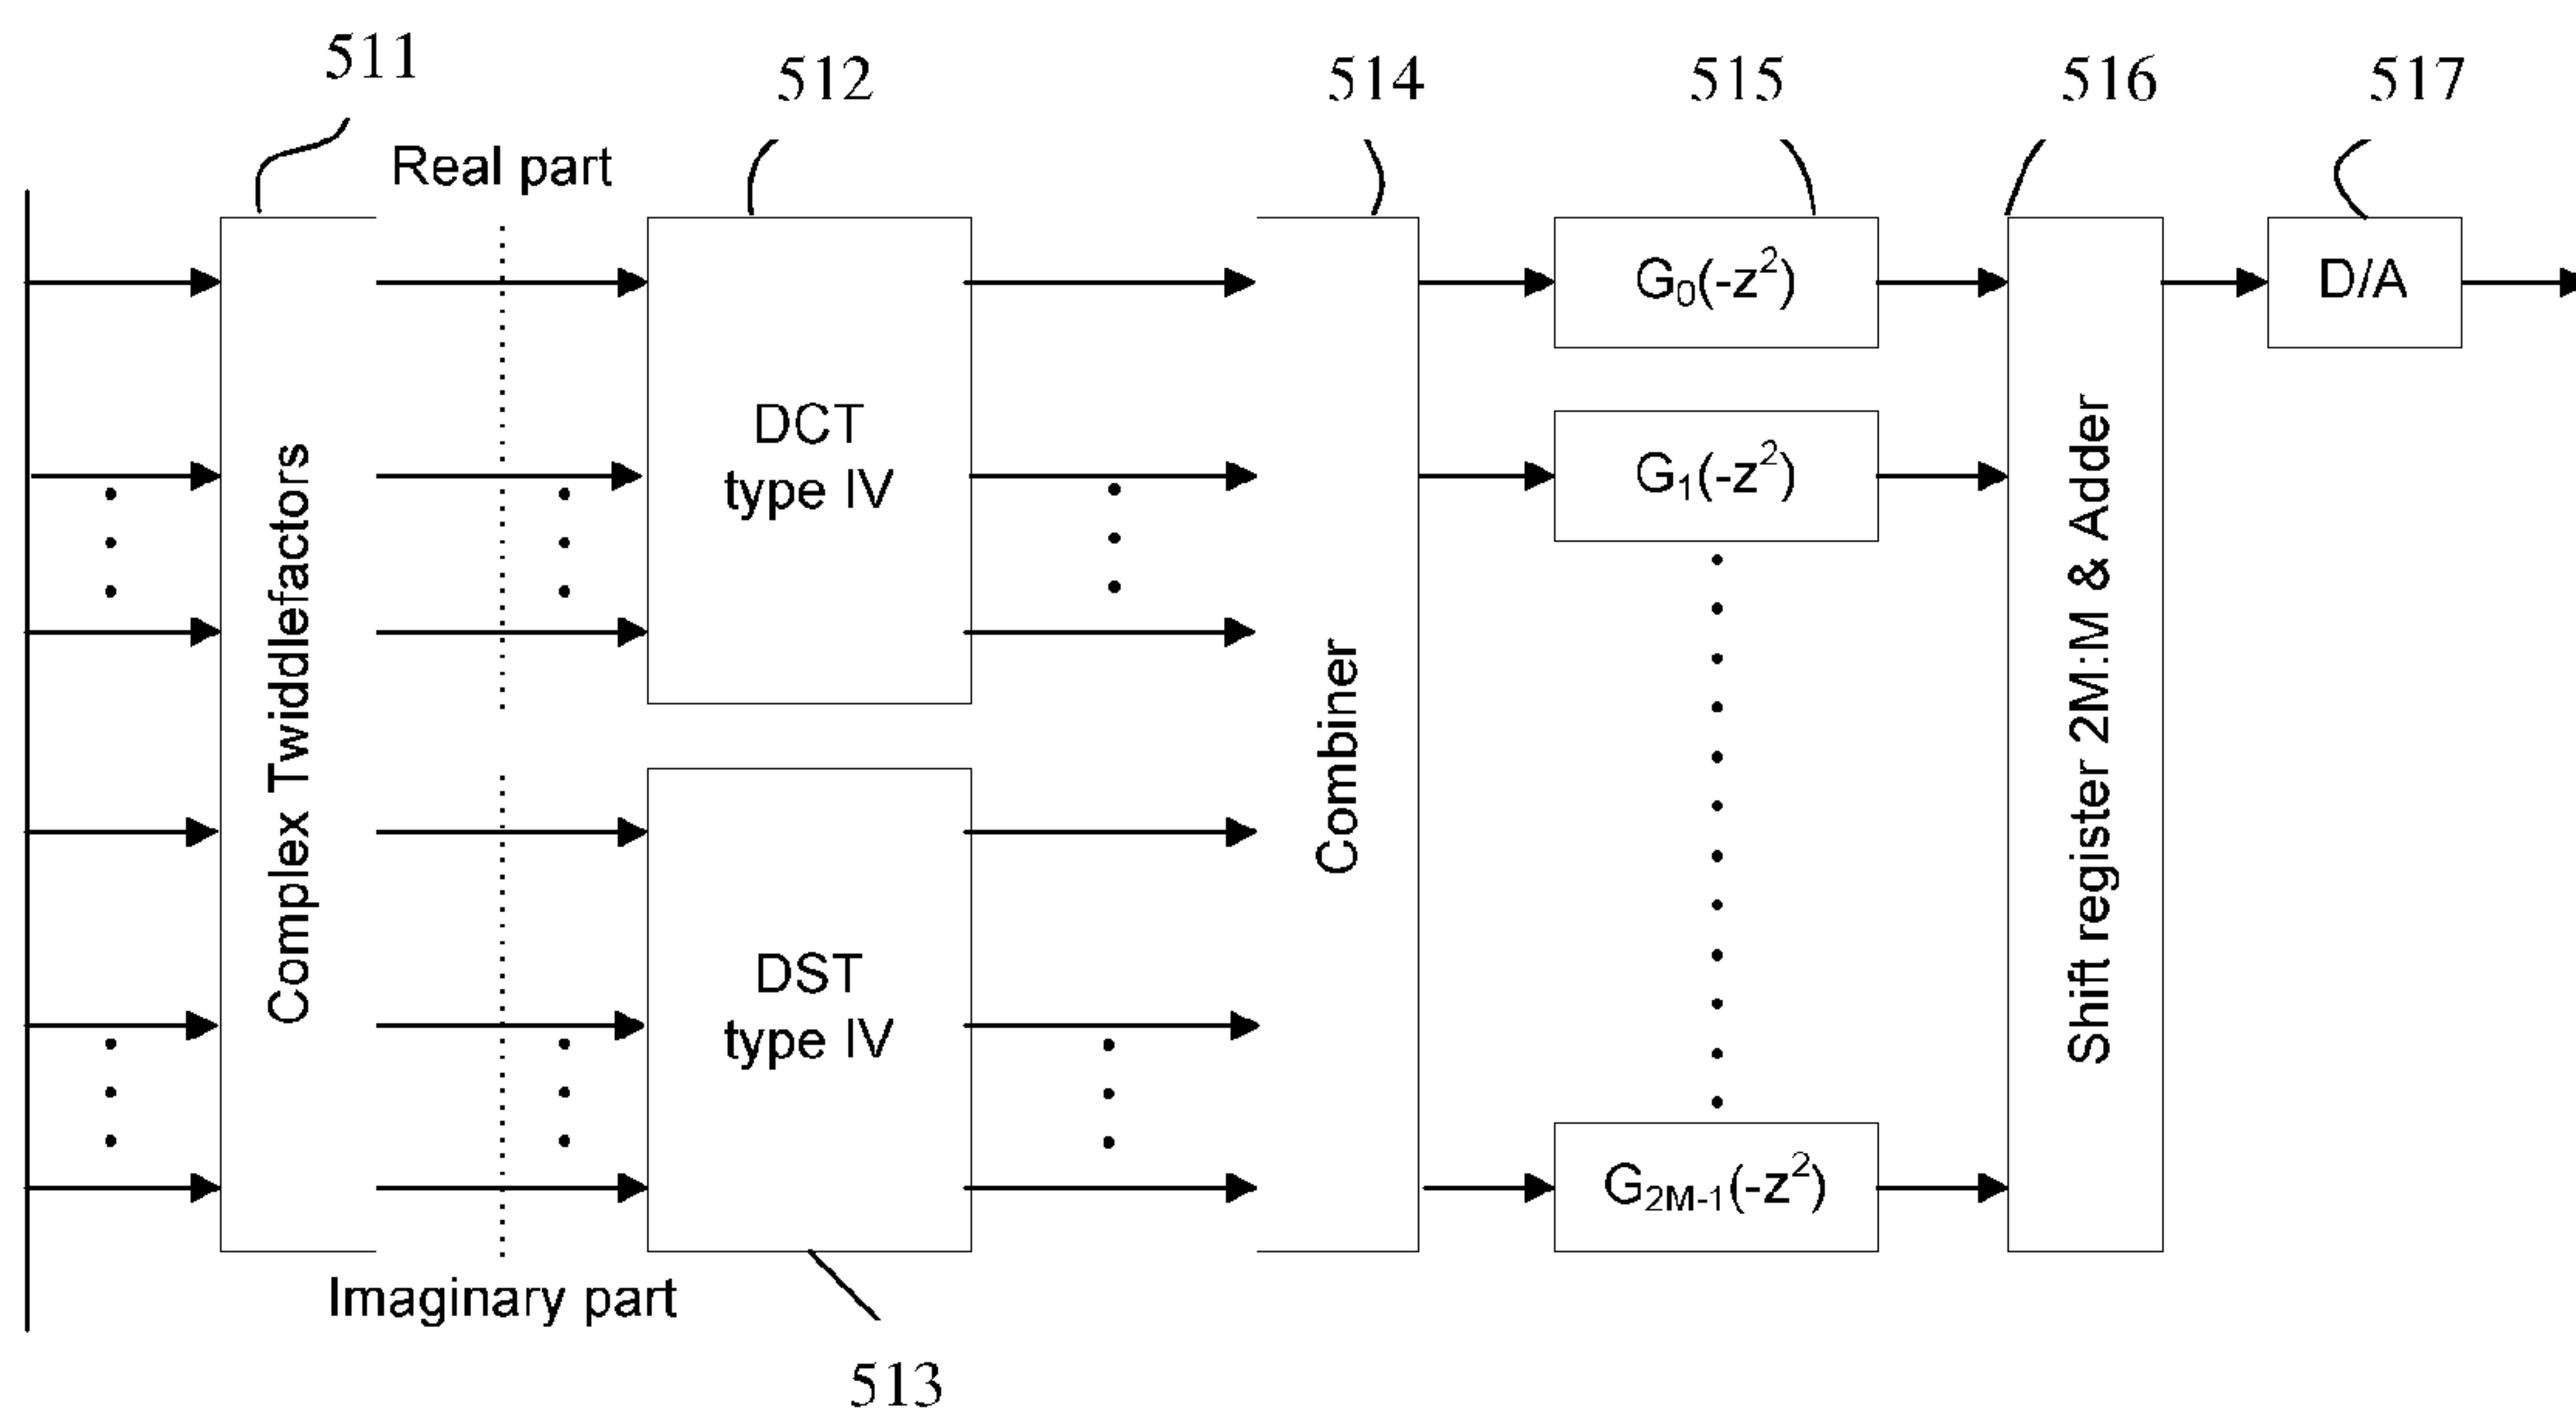 511
512
514
515
516
517
Real part
Complex Twiddlefactors
DCT
type IV
DST
type IV
Combiner
G₀(-z²)
G₁(-z²)
G₂M-₁(-z²)
Shift register 2M:M & Adder
D/A
Imaginary part
513